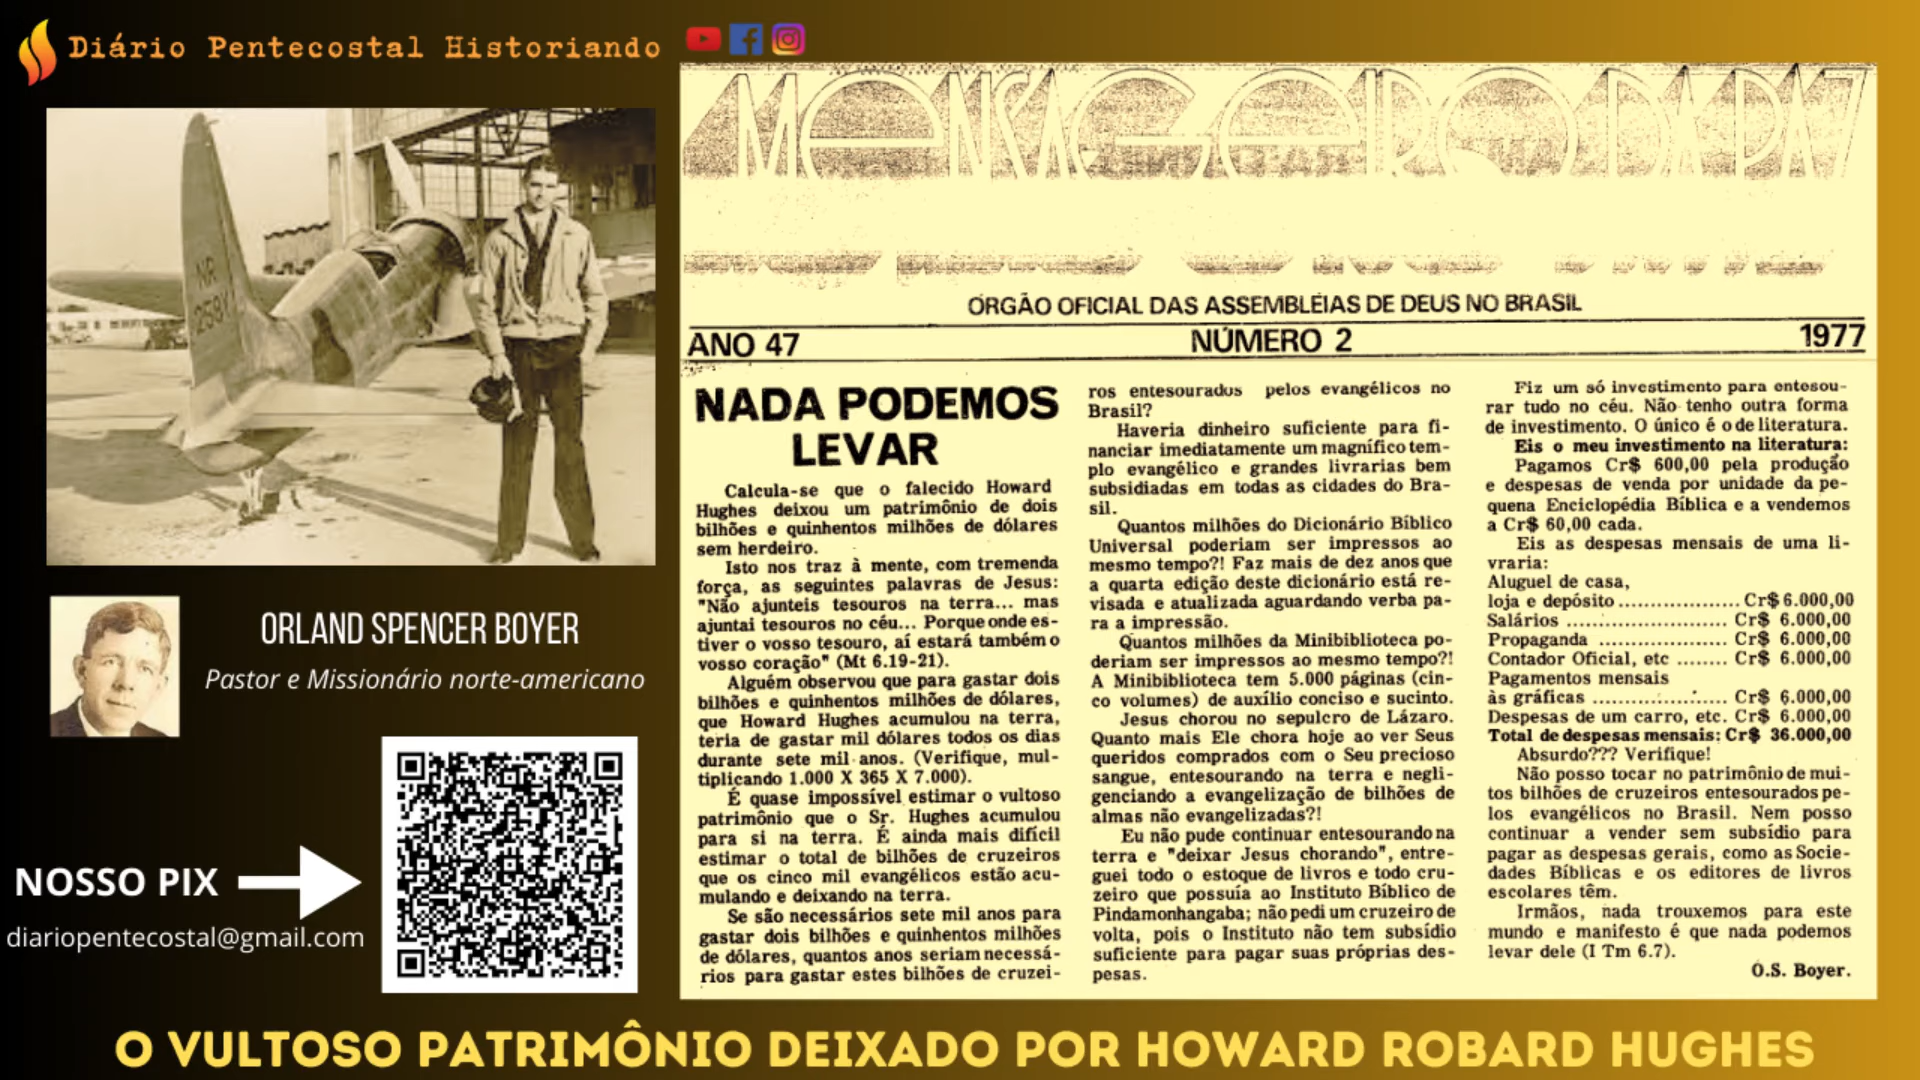 Diário Pentecostal Historiando
NR
258Y
ORLAND SPENCER BOYER
Pastor e Missionário norte-americano
NOSSO PIX
diariopentecostal@gmail.com
MENSAGEIRO DA PAZ
ORGÃO OFICIAL DAS ASSEMBLÉIAS DE DEUS NO BRASIL
ANO 47 NÚMERO 2 1977
NADA PODEMOS
LEVAR
Calcula-se que o falecido Howard
Hughes deixou um patrimônio de dois
bilhões e quinhentos milhões de dólares
sem herdeiro.
Isto nos traz à mente, com tremenda
força, as seguintes palavras de Jesus:
"Não ajunteis tesouros na terra... mas
ajuntai tesouros no céu... Porque onde es-
tiver o vosso tesouro, aí estará também o
vosso coração" (Mt 6.19-21).
Alguém observou que para gastar dois
bilhões e quinhentos milhões de dólares,
que Howard Hughes acumulou na terra,
teria de gastar mil dólares todos os dias
durante sete mil anos. (Verifique, mul-
tiplicando 1.000 X 365 X 7.000).
É quase impossível estimar o vultoso
patrimônio que o Sr. Hughes acumulou
para si na terra. É ainda mais difícil
estimar o total de bilhões de cruzeiros
que os cinco mil evangélicos estão acu-
mulando e deixando na terra.
Se são necessários sete mil anos para
gastar dois bilhões e quinhentos milhões
de dólares, quantos anos seriam necessá-
rios para gastar estes bilhões de cruzei-
ros entesourados pelos evangélicos no
Brasil?
Haveria dinheiro suficiente para fi-
nanciar imediatamente um magnífico tem-
plo evangélico e grandes livrarias bem
subsidiadas em todas as cidades do Bra-
sil.
Quantos milhões do Dicionário Bíblico
Universal poderiam ser impressos ao
mesmo tempo?! Faz mais de dez anos que
a quarta edição deste dicionário está re-
visada e atualizada aguardando verba pa-
ra a impressão.
Quantos milhões da Minibiblioteca po-
deriam ser impressos ao mesmo tempo?!
A Minibiblioteca tem 5.000 páginas (cin-
co volumes) de auxílio conciso e sucinto.
Jesus chorou no sepulcro de Lázaro.
Quanto mais Ele chora hoje ao ver Seus
queridos comprados com o Seu precioso
sangue, entesourando na terra e negli-
genciando a evangelização de bilhões de
almas não evangelizadas?!
Eu não pude continuar entesourando na
terra e "deixar Jesus chorando", entre-
guei todo o estoque de livros e todo cru-
zeiro que possuía ao Instituto Bíblico de
Pindamonhangaba; não pedi um cruzeiro de
volta, pois o Instituto não tem subsídio
suficiente para pagar suas próprias des-
pesas.
Fiz um só investimento para entesou-
rar tudo no céu. Não tenho outra forma
de investimento. O único é o de literatura.
Eis o meu investimento na literatura:
Pagamos Cr$ 600,00 pela produção
e despesas de venda por unidade da pe-
quena Enciclopédia Bíblica e a vendemos
a Cr$ 60,00 cada.
Eis as despesas mensais de uma li-
vraria:
Aluguel de casa,
loja e depósito ................... Cr$ 6.000,00
Salários .......................... Cr$ 6.000,00
Propaganda ..................... Cr$ 6.000,00
Contador Oficial, etc ........ Cr$ 6.000,00
Pagamentos mensais
às gráficas ...................... Cr$ 6.000,00
Despesas de um carro, etc. Cr$ 6.000,00
Total de despesas mensais: Cr$ 36.000,00
Absurdo??? Verifique!
Não posso tocar no patrimônio de mui-
tos bilhões de cruzeiros entesourados pe-
los evangélicos no Brasil. Nem posso
continuar a vender sem subsídio para
pagar as despesas gerais, como as Socie-
dades Bíblicas e os editores de livros
escolares têm.
Irmãos, nada trouxemos para este
mundo e manifesto é que nada podemos
levar dele (I Tm 6.7).
O.S. Boyer.
O VULTOSO PATRIMÔNIO DEIXADO POR HOWARD ROBARD HUGHES